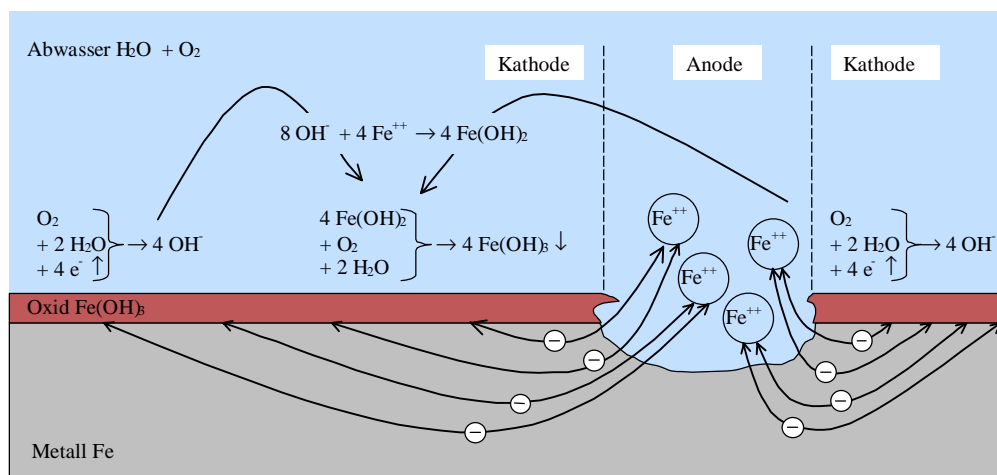 Abwasser H₂O + O₂
Kathode
Anode
Kathode
8 OH⁻ + 4 Fe⁺⁺ → 4 Fe(OH)₂
O₂
+ 2 H₂O
+ 4 e⁻ ↑
→ 4 OH⁻
4 Fe(OH)₂
+ O₂
+ 2 H₂O
→ 4 Fe(OH)₃ ↓
Fe⁺⁺
Fe⁺⁺
Fe⁺⁺
Fe⁺⁺
O₂
+ 2 H₂O
+ 4 e⁻ ↑
→ 4 OH⁻
Oxid Fe(OH)₃
−
−
−
−
−
−
−
−
Metall Fe